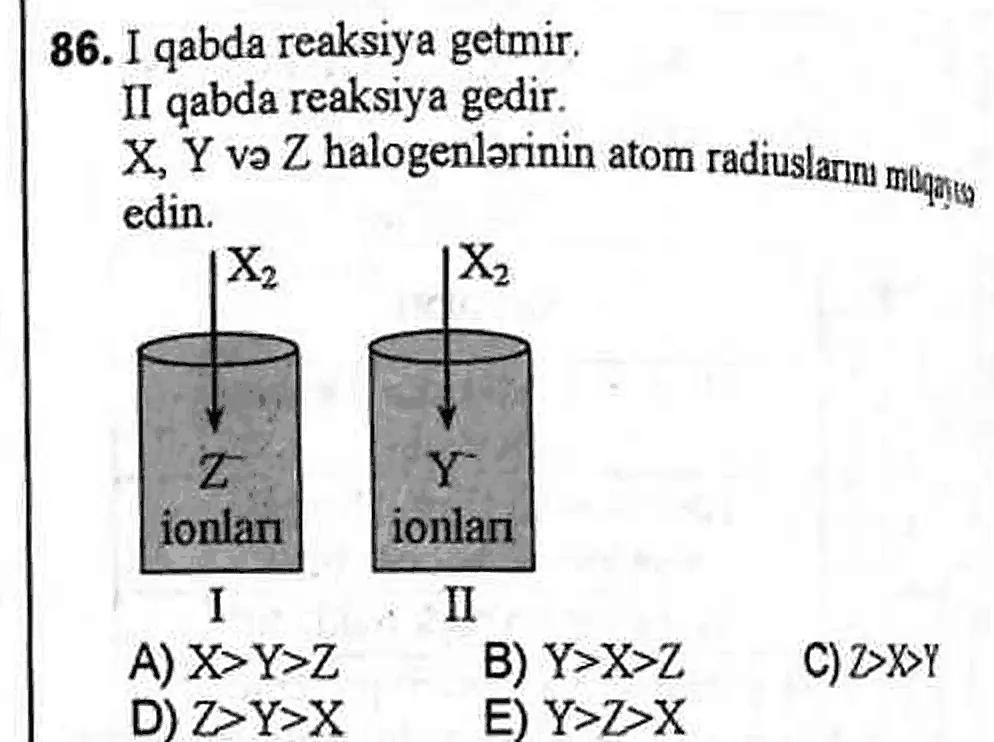 86. I qabda reaksiya getmir.
II qabda reaksiya gedir.
X, Y və Z halogenlərinin atom radiuslarını müqayisə
edin.
X₂ X₂
Z⁻ Y⁻
ionları ionları
I II
A) X>Y>Z B) Y>X>Z C) Z>X>Y
D) Z>Y>X E) Y>Z>X